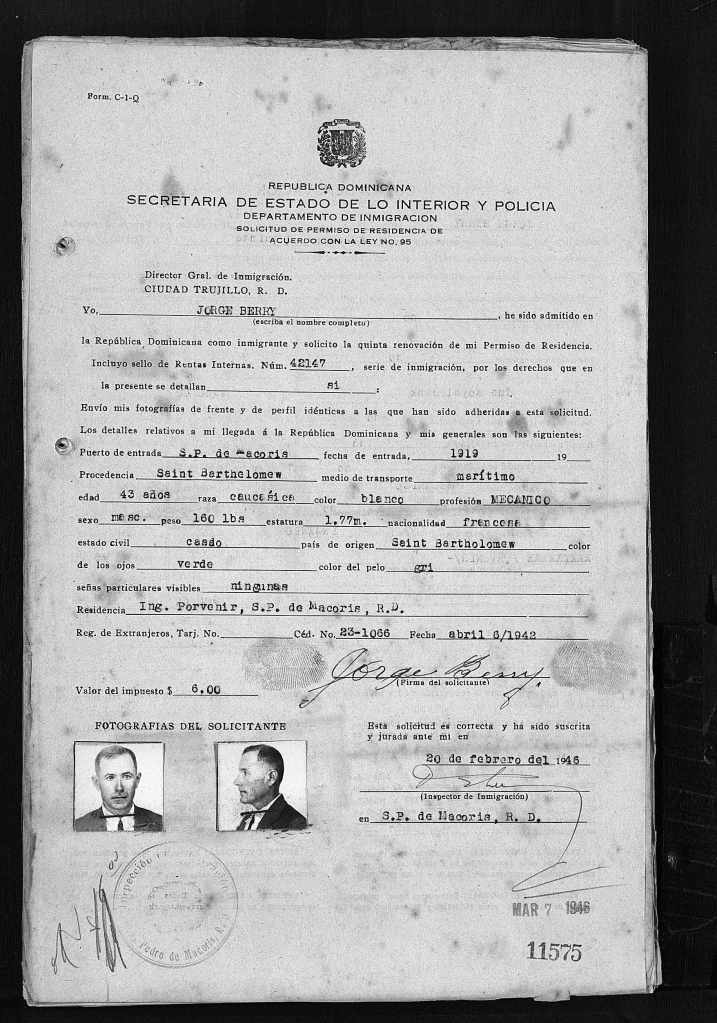 Form. C-1-Q
REPUBLICA DOMINICANA
SECRETARIA DE ESTADO DE LO INTERIOR Y POLICIA
DEPARTAMENTO DE INMIGRACION
SOLICITUD DE PERMISO DE RESIDENCIA DE
ACUERDO CON LA LEY NO. 95
Director Gral. de Inmigración.
CIUDAD TRUJILLO, R. D.
Yo, JORGE BERRY, he sido admitido en
(escriba el nombre completo)
la República Dominicana como inmigrante y solicito la quinta renovación de mi Permiso de Residencia.
Incluyo sello de Rentas Internas. Núm. 42147, serie de inmigración, por los derechos que en
la presente se detallan si :
Envío mis fotografías de frente y de perfil idénticas a las que han sido adheridas a esta solicitud.
Los detalles relativos a mi llegada á la República Dominicana y mis generales son las siguientes:
Puerto de entrada S.P. de Macoris fecha de entrada, 1919 19
Procedencia Saint Barthelomew medio de transporte marítimo
edad 43 años raza caucásica color blanco profesión MECANICO
sexo masc. peso 160 lbs estatura 1.77m. nacionalidad francesa
estado civil casado país de origen Saint Bartholomew color
de los ojos verde color del pelo gri
señas particulares visibles ningunas
Residencia Ing. Porvenir, S.P. de Macoris, R.D.
Reg. de Extranjeros, Tarj. No. Céd. No. 23-1066 Fecha abril 6/1942
Jorge Berry.
(Firma del solicitante)
Valor del impuesto $ 6.00
FOTOGRAFIAS DEL SOLICITANTE
Esta solicitud es correcta y ha sido suscrita
y jurada ante mi en
20 de febrero del 1946
(Inspector de Inmigración)
en S.P. de Macoris, R. D.
Pedro de Macoris, R. D.
MAR 7 1946
11575